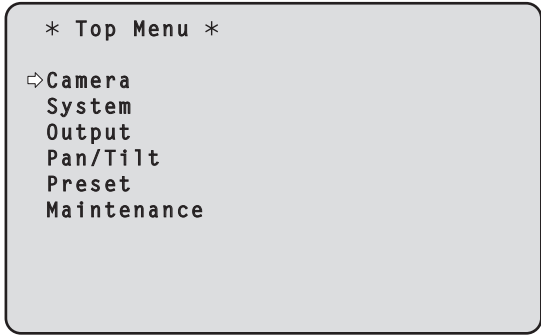 * Top Menu *
⇨Camera
System
Output
Pan/Tilt
Preset
Maintenance